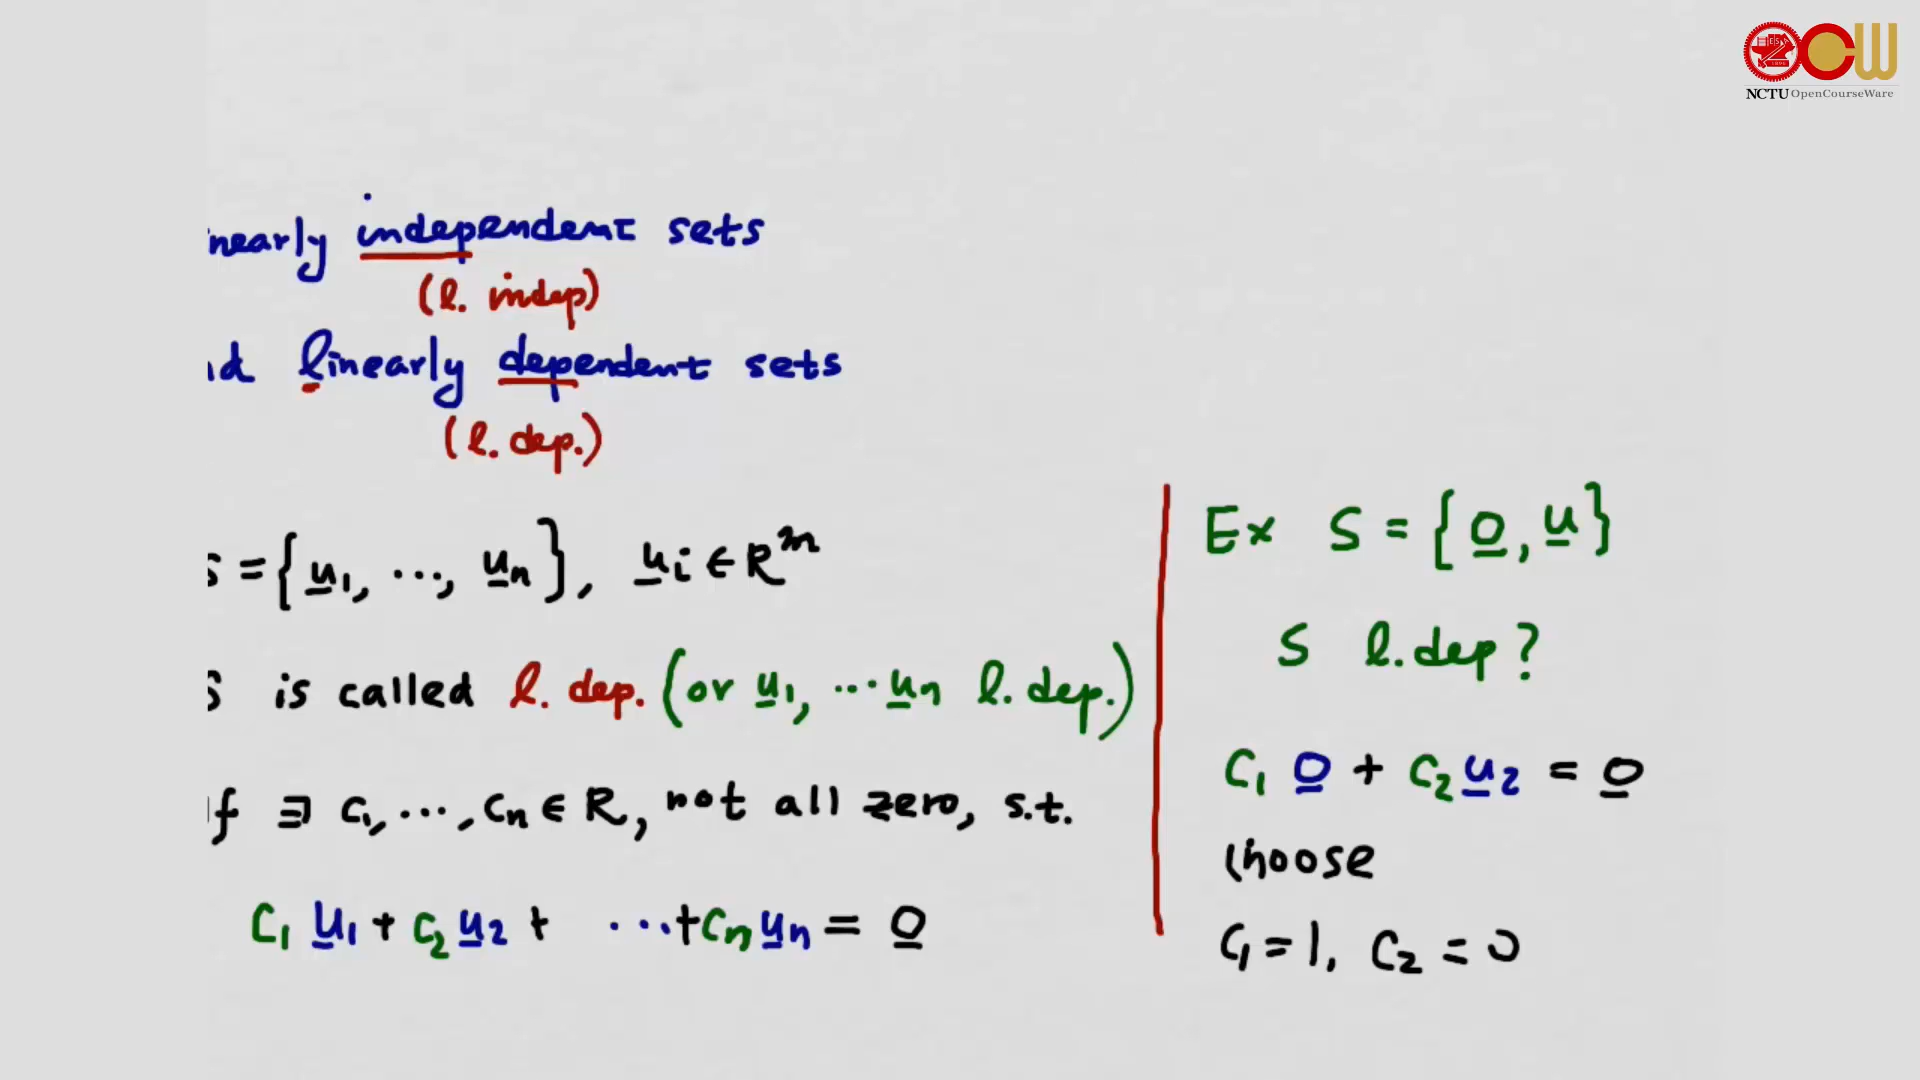 NCTU OpenCourseWare
nearly independent sets
(l. indep)
nd linearly dependent sets
(l. dep.)
S = {u1, ..., un}, ui ∈ R^m
S is called l. dep. (or u1, ... un l. dep.)
if ∃ c1, ..., cn ∈ R, not all zero, s.t.
c1 u1 + c2 u2 + ... + cn un = 0
Ex S = {0, u}
S l.dep?
c1 0 + c2 u2 = 0
choose
c1 = 1, c2 = 0